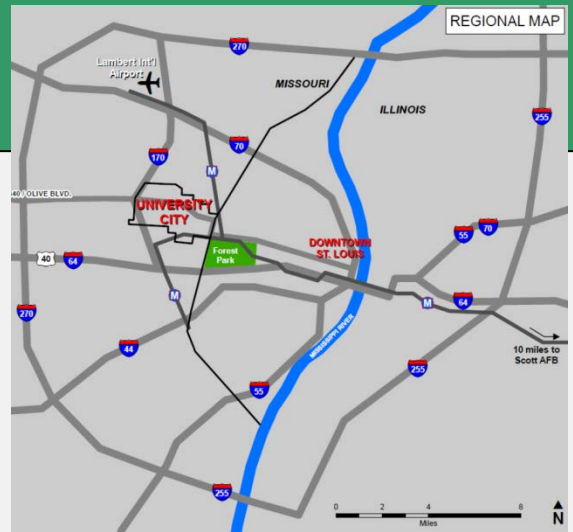 REGIONAL MAP
270
Lambert Int'l
Airport
MISSOURI
ILLINOIS
255
70
170
M
40 / OLIVE BLVD.
UNIVERSITY
CITY
55
70
DOWNTOWN
ST. LOUIS
Forest
Park
40
64
M
M
64
270
MISSISSIPPI RIVER
44
10 miles to
Scott AFB
255
55
255
0
2
4
6
Miles
N